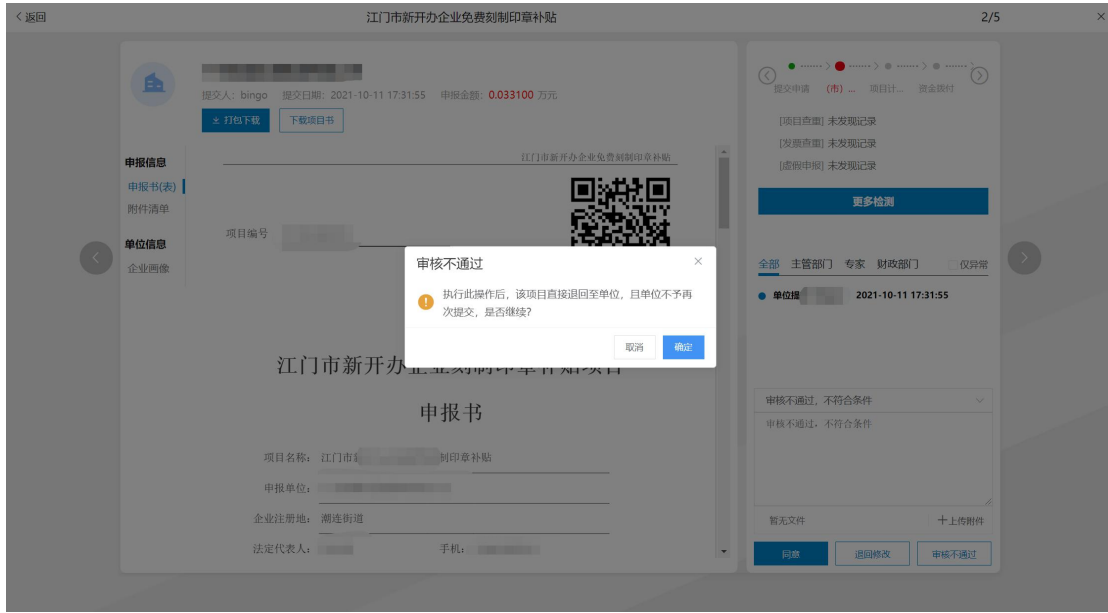 返回
江门市新开办企业免费刻制印章补贴
2/5
提交人：bingo 提交日期：2021-10-11 17:31:55 申报金额：0.033100 万元
打包下载 下载项目书
申报信息
申报书(表)
附件清单
单位信息
企业画像
江门市新开办企业免费刻制印章补贴
项目编号
江门市新开办
申报书
项目名称：江门市 刻印章补贴
申报单位：
企业注册地：潮连街道
法定代表人： 手机：
审核不通过
执行此操作后，该项目直接退回至单位，且单位不予再
次提交，是否继续？
取消 确定
提交申请 (市) ... 项目计... 资金拨付
[项目查重] 未发现记录
[发票查重] 未发现记录
[虚假申报] 未发现记录
更多检测
全部 主管部门 专家 财政部门 仅异常
单位提 2021-10-11 17:31:55
审核不通过，不符合条件
审核不通过，不符合条件
暂无文件 上传附件
同意 退回修改 审核不通过